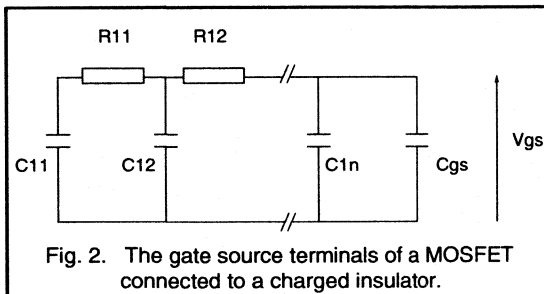 R11 R12
C11 C12 C1n Cgs Vgs
Fig. 2. The gate source terminals of a MOSFET
connected to a charged insulator.